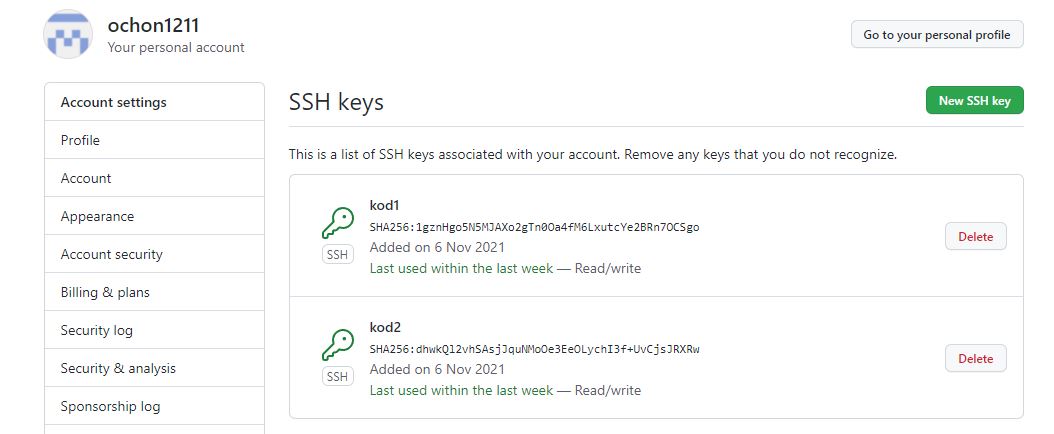 ochon1211
Your personal account
Go to your personal profile
Account settings
Profile
Account
Appearance
Account security
Billing & plans
Security log
Security & analysis
Sponsorship log
SSH keys
New SSH key
This is a list of SSH keys associated with your account. Remove any keys that you do not recognize.
kod1
SHA256:1gznHgo5N5MJAXo2gTn0Oa4fM6LxutcYe2BRn7OCSgo
Added on 6 Nov 2021
Last used within the last week — Read/write
SSH
Delete
kod2
SHA256:dhwkQl2vhSAsjJquNMoOe3EeOLychI3f+UvCjsJRXRw
Added on 6 Nov 2021
Last used within the last week — Read/write
SSH
Delete